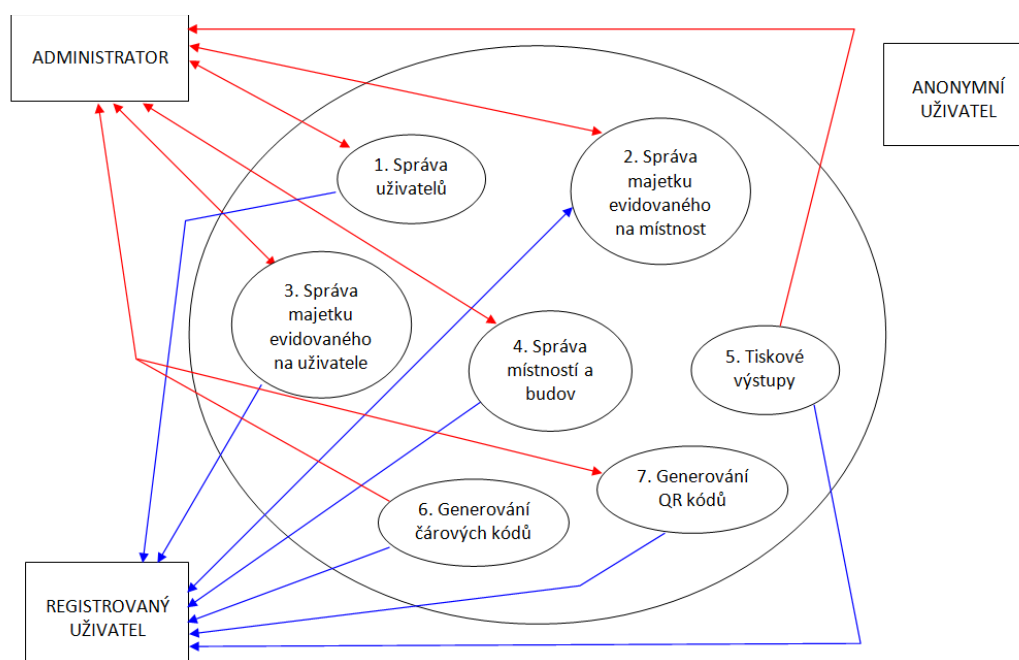 ADMINISTRATOR
ANONYMNÍ
UŽIVATEL
1. Správa
uživatelů
2. Správa
majetku
evidovaného
na místnost
3. Správa
majetku
evidovaného
na uživatele
4. Správa
místností a
budov
5. Tiskové
výstupy
6. Generování
čárových kódů
7. Generování
QR kódů
REGISTROVANÝ
UŽIVATEL